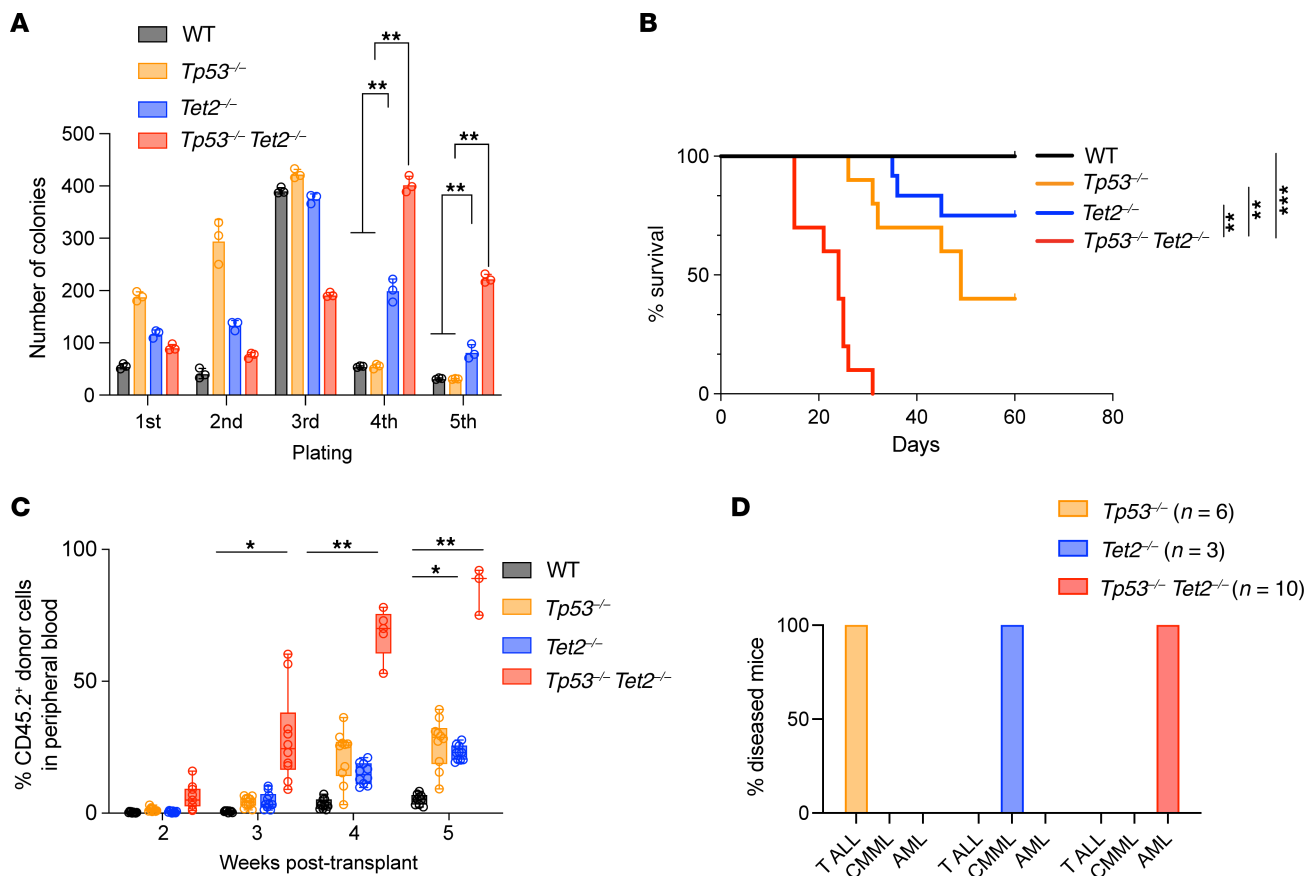 A
WT
Tp53–/–
Tet2–/–
Tp53–/– Tet2–/–
**
**
**
**
Number of colonies
500
400
300
200
100
0
1st 2nd 3rd 4th 5th
Plating
B
% survival
100
50
0
0 20 40 60 80
Days
WT
Tp53–/–
Tet2–/–
Tp53–/– Tet2–/–
**
**
***
C
% CD45.2+ donor cells
in peripheral blood
100
50
0
* ** **
*
2 3 4 5
Weeks post-transplant
WT
Tp53–/–
Tet2–/–
Tp53–/– Tet2–/–
D
Tp53–/– (n = 6)
Tet2–/– (n = 3)
Tp53–/– Tet2–/– (n = 10)
% diseased mice
100
50
0
T ALL CMML AML T ALL CMML AML T ALL CMML AML